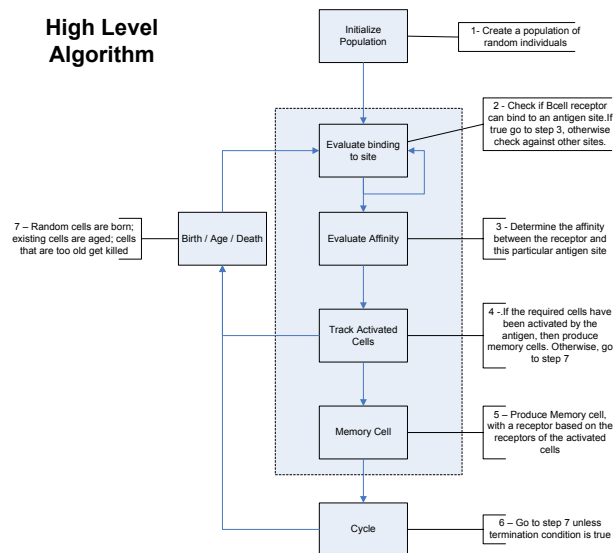 High Level
Algorithm
Initialize
Population
1- Create a population of
random individuals
2 - Check if Bcell receptor
can bind to an antigen site.If
true go to step 3, otherwise
check against other sites.
Evaluate binding
to site
7 – Random cells are born;
existing cells are aged; cells
that are too old get killed
Birth / Age / Death
Evaluate Affinity
3 - Determine the affinity
between the receptor and
this particular antigen site
Track Activated
Cells
4 -.If the required cells have
been activated by the
antigen, then produce
memory cells. Otherwise, go
to step 7
Memory Cell
5 – Produce Memory cell,
with a receptor based on the
receptors of the activated
cells
Cycle
6 – Go to step 7 unless
termination condition is true